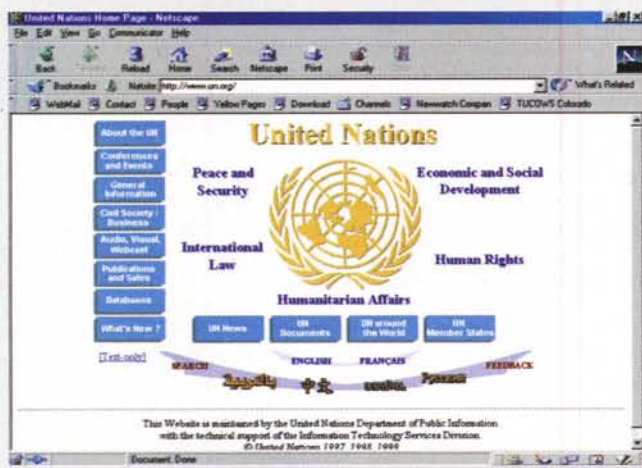 United Nations Home Page - Netscape
File Edit View Go Communicator Help
Back Reload Home Search Netscape Print Security
Bookmarks Netsite: http://www.un.org/ What's Related
WebMail Contact People Yellow Pages Download Channels TUCOWS Colorado
United Nations
About the UN
Conferences and Events
General Information
Civil Society / Business
Audio, Visual, Webcast
Publications and Sales
Databases
What's New ?
[Text-only]
Peace and
Security
Economic and Social
Development
International
Law
Human Rights
Humanitarian Affairs
UN News
UN Documents
UN around the World
UN Member States
SEARCH ENGLISH FRANÇAIS FEEDBACK
بالعربية 中文 ESPAÑOL Русский
This Website is maintained by the United Nations Department of Public Information
with the technical support of the Information Technology Services Division.
© United Nations 1997 1998 1999
Document: Done